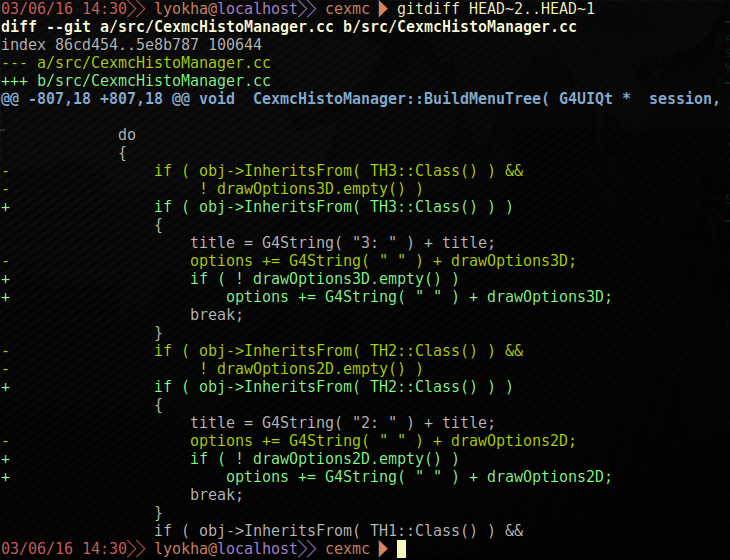 03/06/16 14:30>> lyokha@localhost>> cexmc ▶ gitdiff HEAD~2..HEAD~1
diff --git a/src/CexmcHistoManager.cc b/src/CexmcHistoManager.cc
index 86cd454..5e8b787 100644
--- a/src/CexmcHistoManager.cc
+++ b/src/CexmcHistoManager.cc
@@ -807,18 +807,18 @@ void  CexmcHistoManager::BuildMenuTree( G4UIQt *  session,
             do
             {
-                if ( obj->InheritsFrom( TH3::Class() ) &&
-                     ! drawOptions3D.empty() )
+                if ( obj->InheritsFrom( TH3::Class() ) )
                 {
                     title = G4String( "3: " ) + title;
-                    options += G4String( " " ) + drawOptions3D;
+                    if ( ! drawOptions3D.empty() )
+                        options += G4String( " " ) + drawOptions3D;
                     break;
                 }
-                if ( obj->InheritsFrom( TH2::Class() ) &&
-                     ! drawOptions2D.empty() )
+                if ( obj->InheritsFrom( TH2::Class() ) )
                 {
                     title = G4String( "2: " ) + title;
-                    options += G4String( " " ) + drawOptions2D;
+                    if ( ! drawOptions2D.empty() )
+                        options += G4String( " " ) + drawOptions2D;
                     break;
                 }
                 if ( obj->InheritsFrom( TH1::Class() ) &&
03/06/16 14:30>> lyokha@localhost>> cexmc ▶